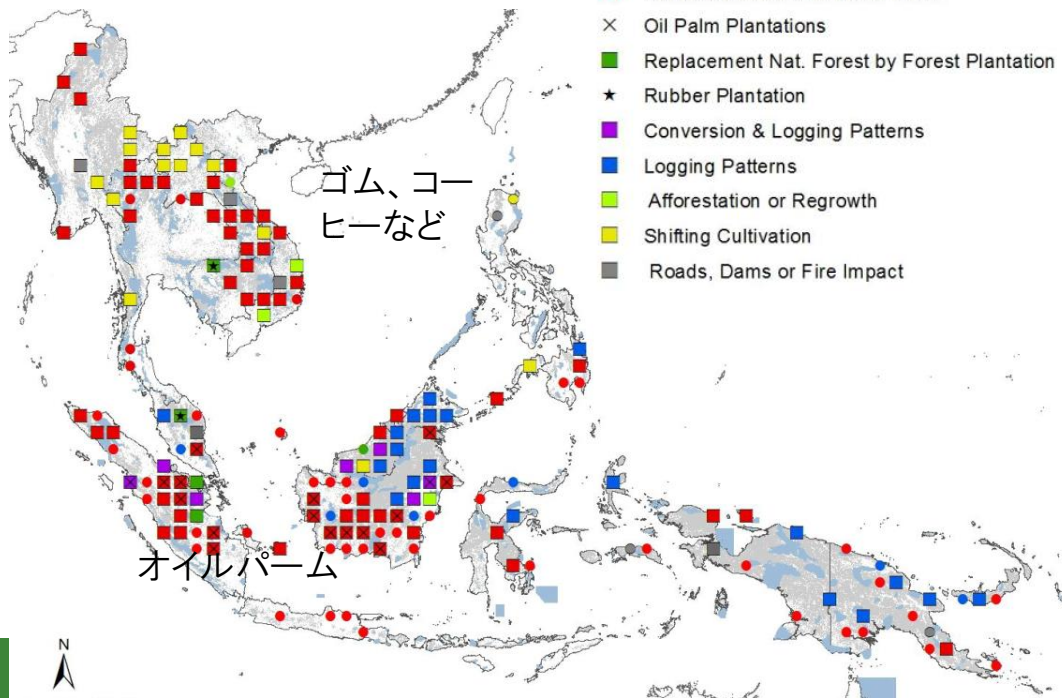 Oil Palm Plantations
Replacement Nat. Forest by Forest Plantation
Rubber Plantation
Conversion & Logging Patterns
Logging Patterns
Afforestation or Regrowth
Shifting Cultivation
Roads, Dams or Fire Impact
ゴム、コー
ヒーなど
オイルパーム
N